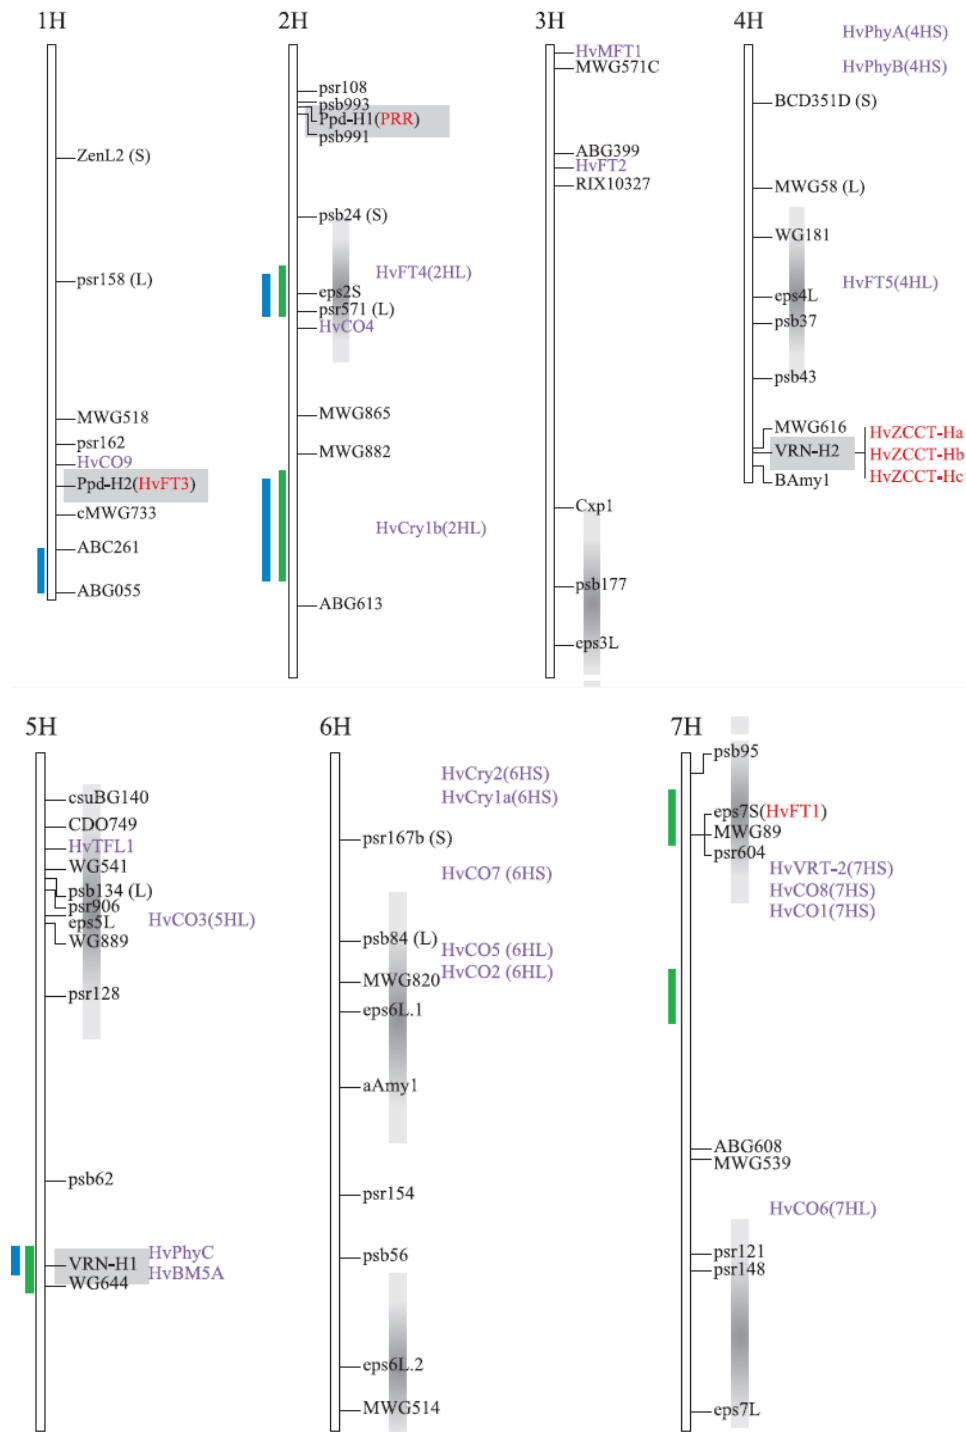 1H
ZenL2 (S)
psr158 (L)
MWG518
psr162
HvCO9
Ppd-H2(HvFT3)
cMWG733
ABC261
ABG055
2H
psr108
psb993
Ppd-H1(PRR)
psb991
psb24 (S)
HvFT4(2HL)
eps2S
psr571 (L)
HvCO4
MWG865
MWG882
HvCry1b(2HL)
ABG613
3H
HvMFT1
MWG571C
ABG399
HvFT2
RIX10327
Cxp1
psb177
eps3L
4H
HvPhyA(4HS)
HvPhyB(4HS)
BCD351D (S)
MWG58 (L)
WG181
HvFT5(4HL)
eps4L
psb37
psb43
MWG616
VRN-H2
BAmy1
HvZCCT-Ha
HvZCCT-Hb
HvZCCT-Hc
5H
csuBG140
CDO749
HvTFL1
WG541
psb134 (L)
psr906
eps5L
HvCO3(5HL)
WG889
psr128
psb62
VRN-H1
WG644
HvPhyC
HvBM5A
6H
HvCry2(6HS)
HvCry1a(6HS)
psr167b (S)
HvCO7 (6HS)
psb84 (L)
HvCO5 (6HL)
HvCO2 (6HL)
MWG820
eps6L.1
aAmy1
psr154
psb56
eps6L.2
MWG514
7H
psb95
eps7S(HvFT1)
MWG89
psr604
HvVRT-2(7HS)
HvCO8(7HS)
HvCO1(7HS)
ABG608
MWG539
HvCO6(7HL)
psr121
psr148
eps7L